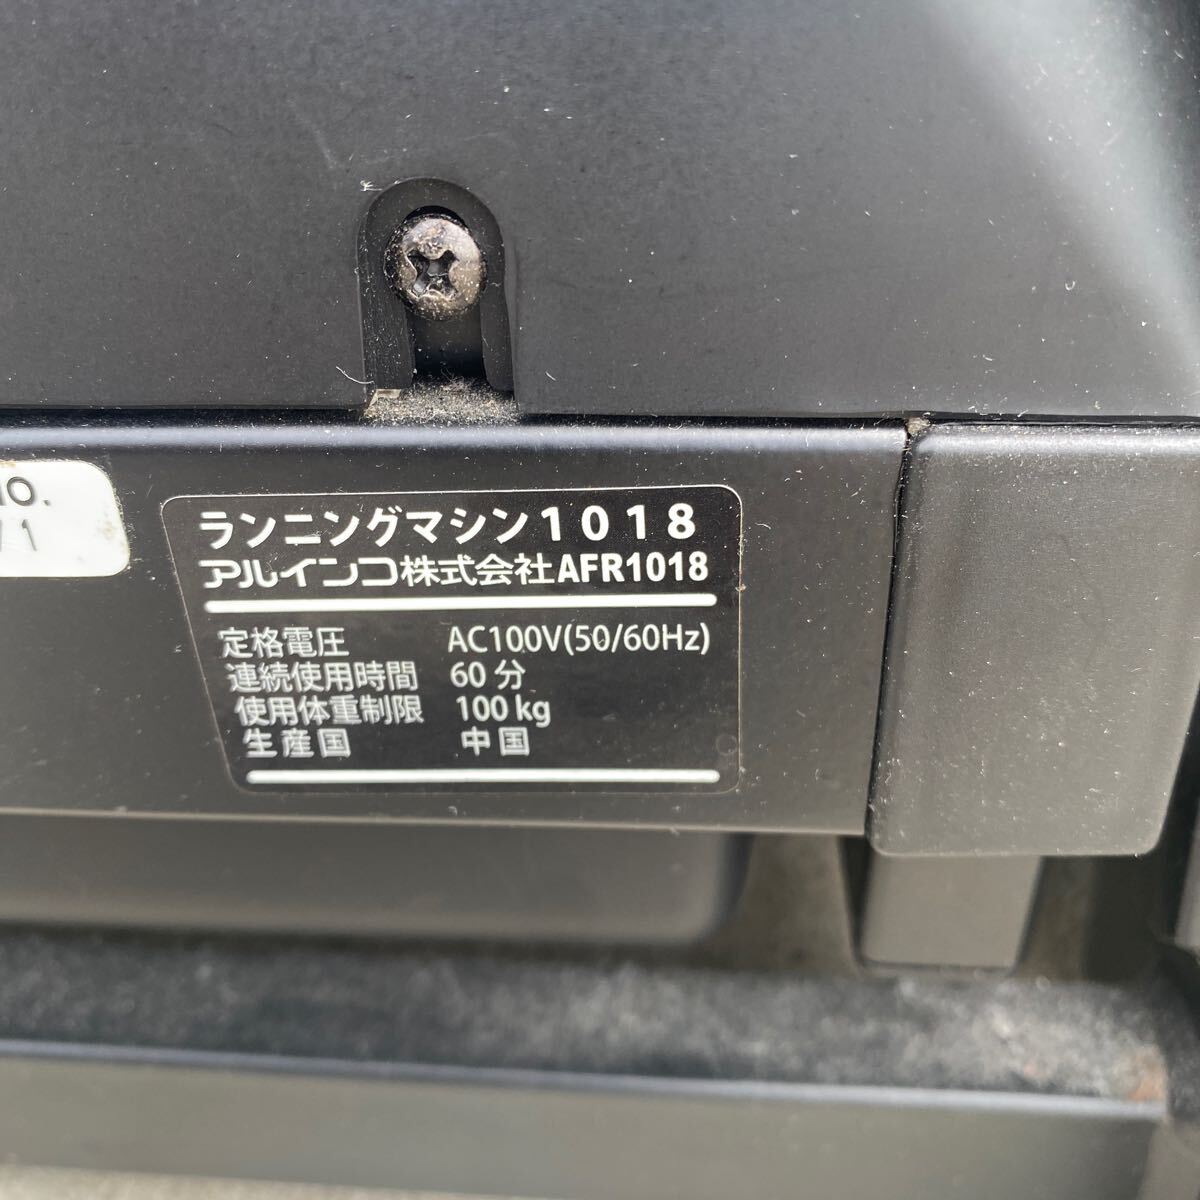 ランニングマシン1018
アルインコ株式会社AFR1018
定格電圧 AC100V(50/60Hz)
連続使用時間 60分
使用体重制限 100kg
生産国 中国